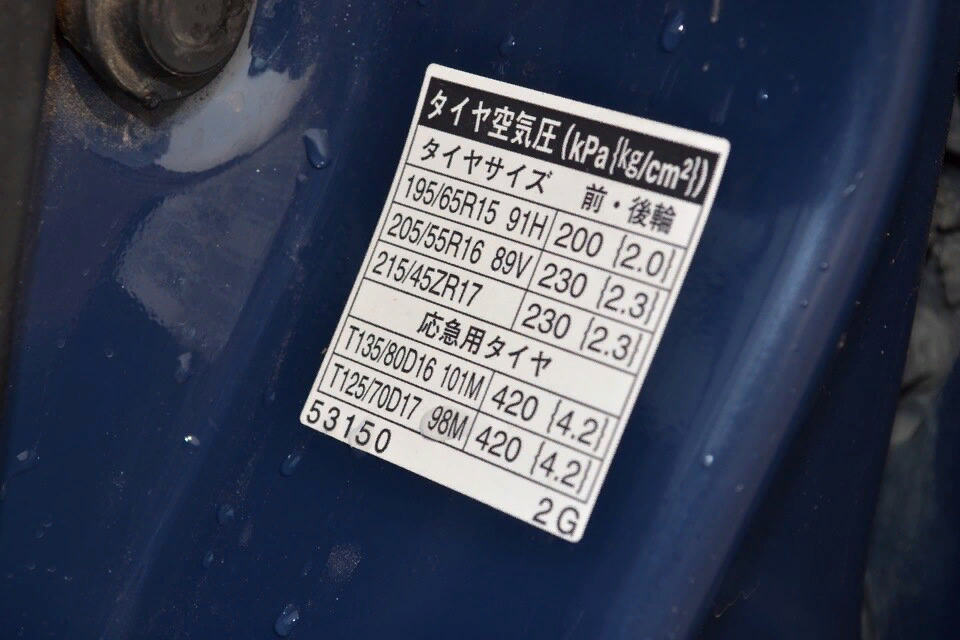 タイヤ空気圧(kPa{kg/cm²})
タイヤサイズ 前・後輪
195/65R15 91H 200 {2.0}
205/55R16 89V 230 {2.3}
215/45ZR17 230 {2.3}
応急用タイヤ
T135/80D16 101M 420 {4.2}
T125/70D17 98M 420 {4.2}
53150 2G